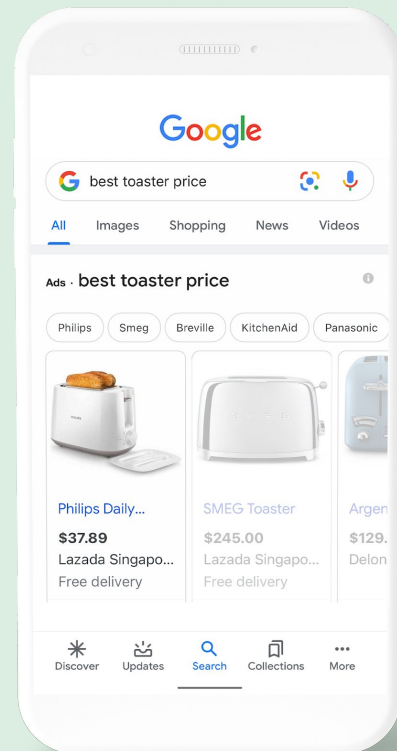 Google
best toaster price
All Images Shopping News Videos
Ads · best toaster price
Philips Smeg Breville KitchenAid Panasonic
PHILIPS
SMEG
Philips Daily... SMEG Toaster Argen
$37.89 $245.00 $129.
Lazada Singapo... Lazada Singapo... Delon
Free delivery Free delivery
Discover Updates Search Collections More